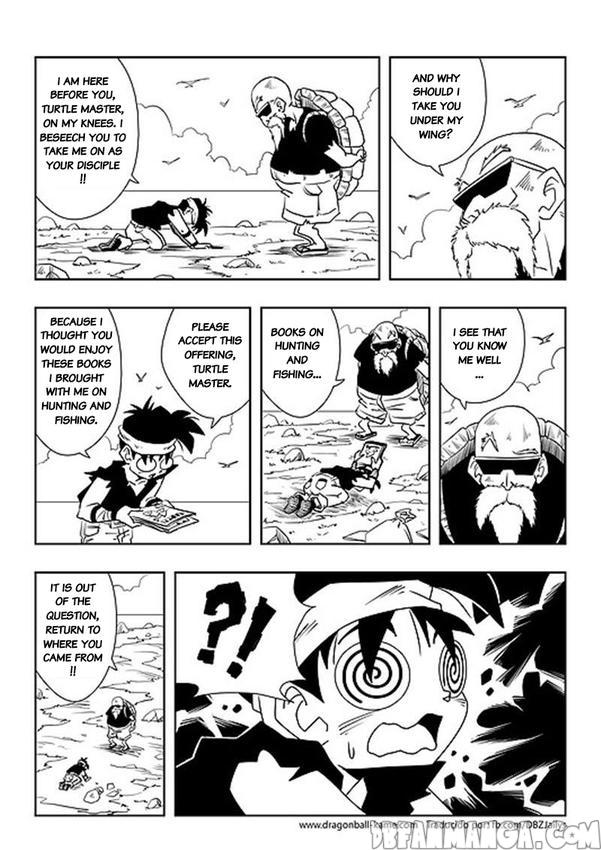 I AM HERE
BEFORE YOU,
TURTLE MASTER,
ON MY KNEES. I
BESEECH YOU TO
TAKE ME ON AS
YOUR DISCIPLE
!!
AND WHY
SHOULD I
TAKE YOU
UNDER MY
WING?
BECAUSE I
THOUGHT YOU
WOULD ENJOY
THESE BOOKS
I BROUGHT
WITH ME ON
HUNTING AND
FISHING.
PLEASE
ACCEPT THIS
OFFERING,
TURTLE
MASTER.
BOOKS ON
HUNTING
AND
FISHING...
I SEE THAT
YOU KNOW
ME WELL
...
IT IS OUT
OF THE
QUESTION,
RETURN TO
WHERE YOU
CAME FROM
!!
?!
www.dragonball-kame.com
DBFANMANGA.COM